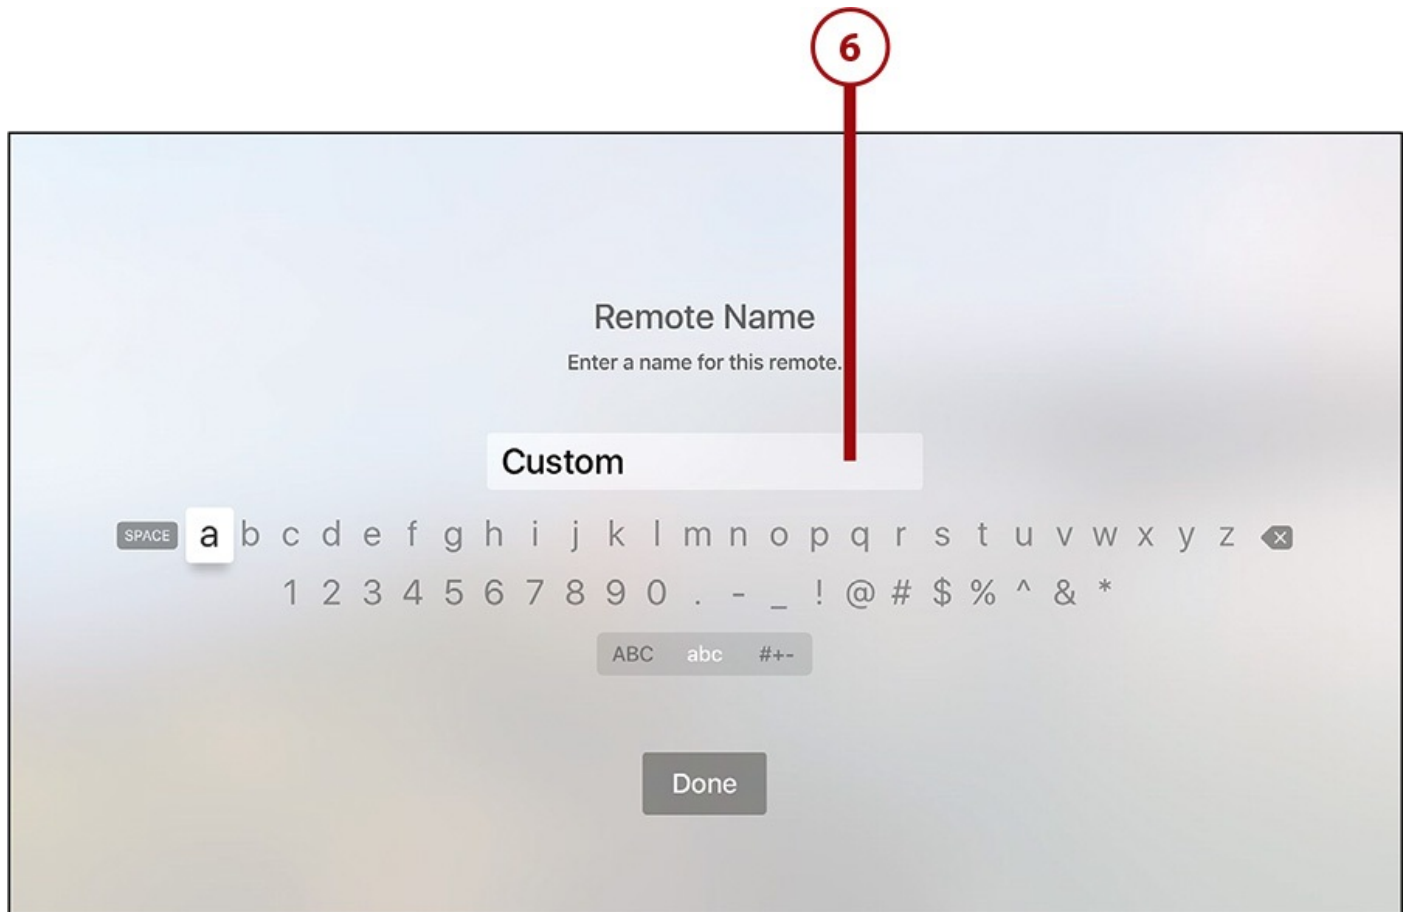 6
Remote Name
Enter a name for this remote.
Custom
SPACE a b c d e f g h i j k l m n o p q r s t u v w x y z
1 2 3 4 5 6 7 8 9 0 . - _ ! @ # $ % ^ & *
ABC abc #+-
Done